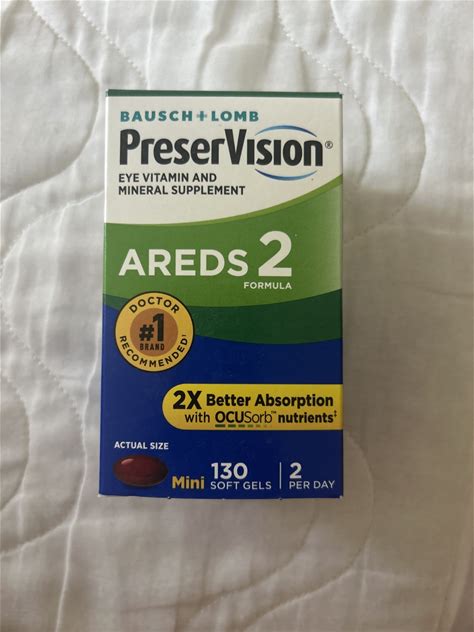 BAUSCH + LOMB
PreserVision®
EYE VITAMIN AND
MINERAL SUPPLEMENT
AREDS 2
FORMULA
DOCTOR
#1
BRAND
RECOMMENDED†
2X Better Absorption
with OCUSorb™ nutrients‡
ACTUAL SIZE
Mini 130 SOFT GELS 2 PER DAY